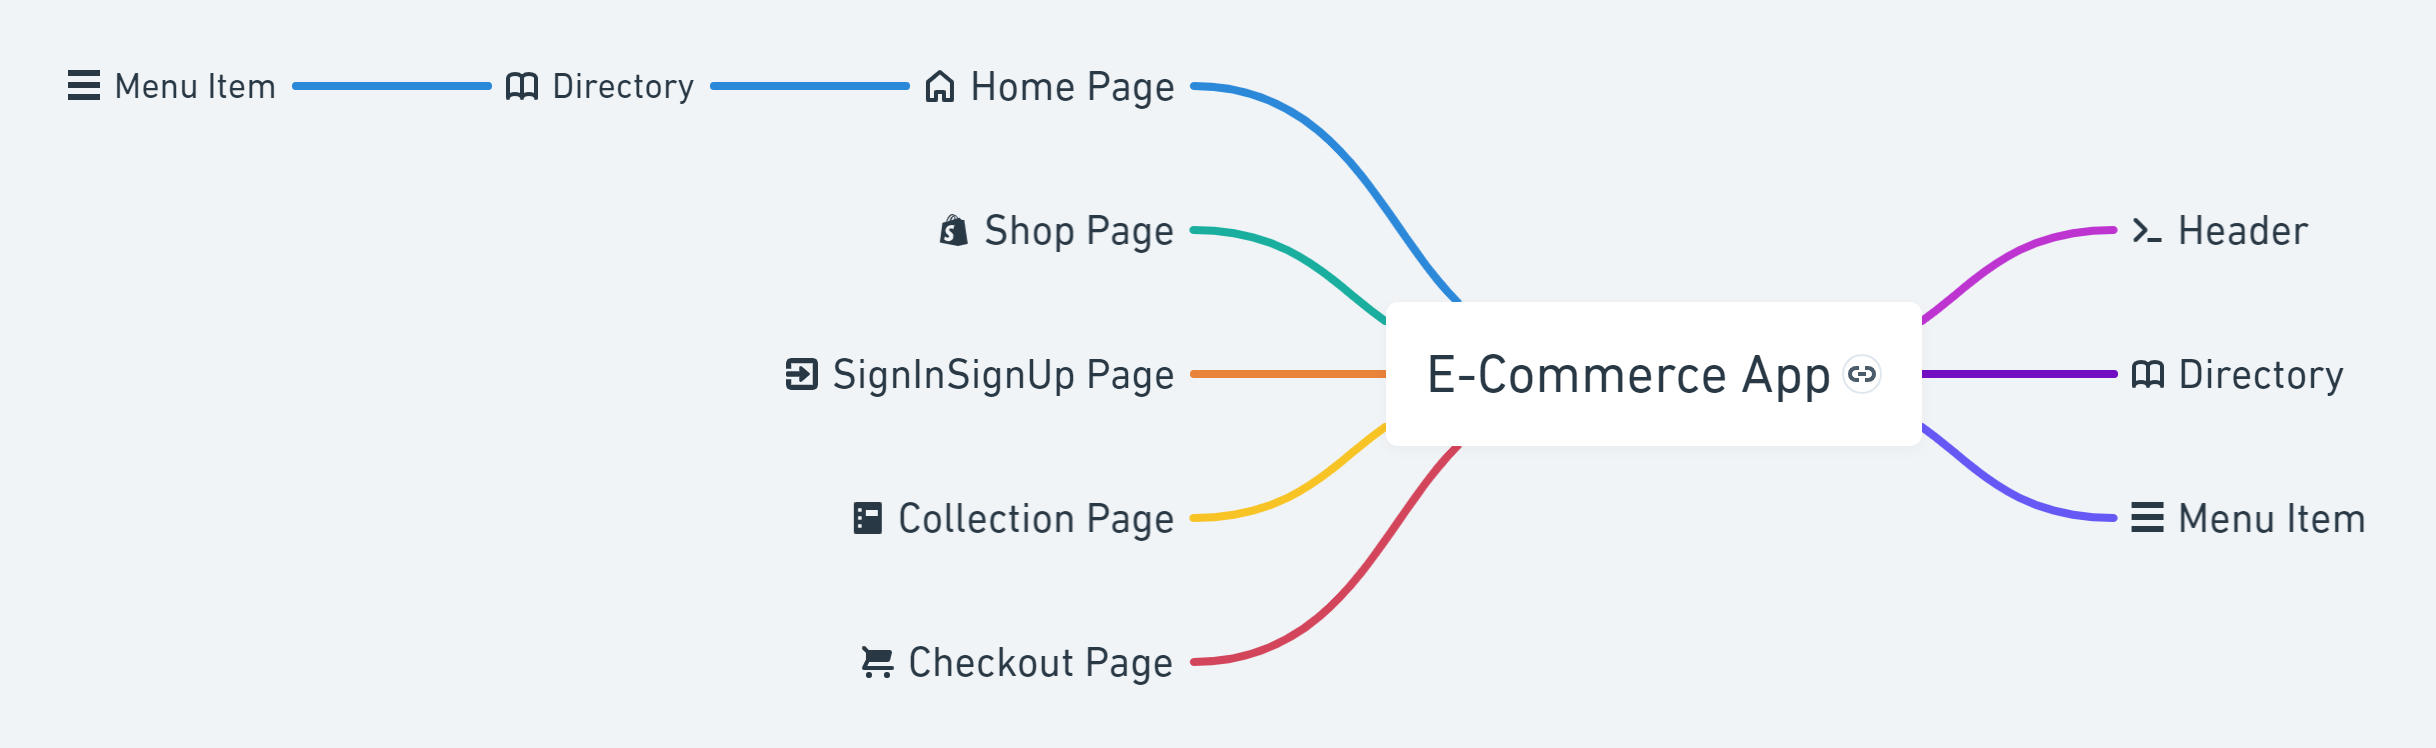 Menu Item
Directory
Home Page
Shop Page
SignInSignUp Page
Collection Page
Checkout Page
E-Commerce App
Header
Directory
Menu Item